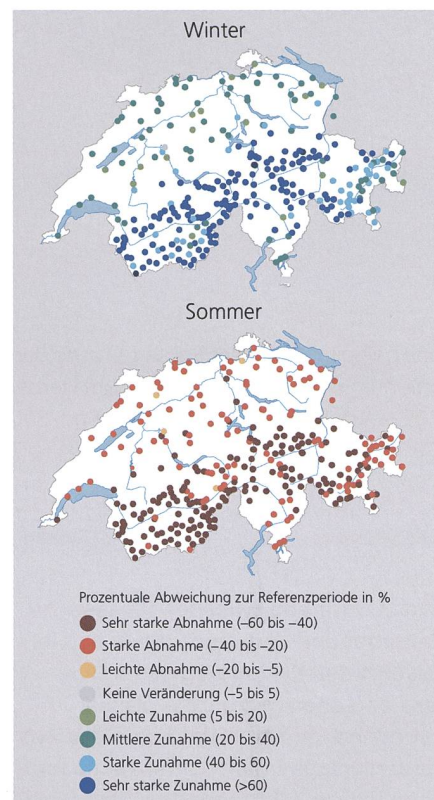 Winter
Sommer
Prozentuale Abweichung zur Referenzperiode in %
Sehr starke Abnahme (–60 bis –40)
Starke Abnahme (–40 bis –20)
Leichte Abnahme (–20 bis –5)
Keine Veränderung (–5 bis 5)
Leichte Zunahme (5 bis 20)
Mittlere Zunahme (20 bis 40)
Starke Zunahme (40 bis 60)
Sehr starke Zunahme (>60)